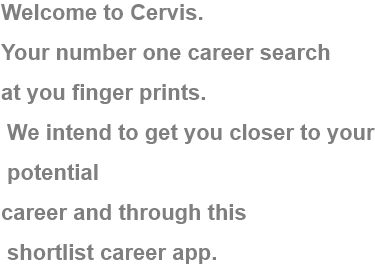 Welcome to Cervis.
Your number one career search
at you finger prints.
We intend to get you closer to your
potential
career and through this
shortlist career app.